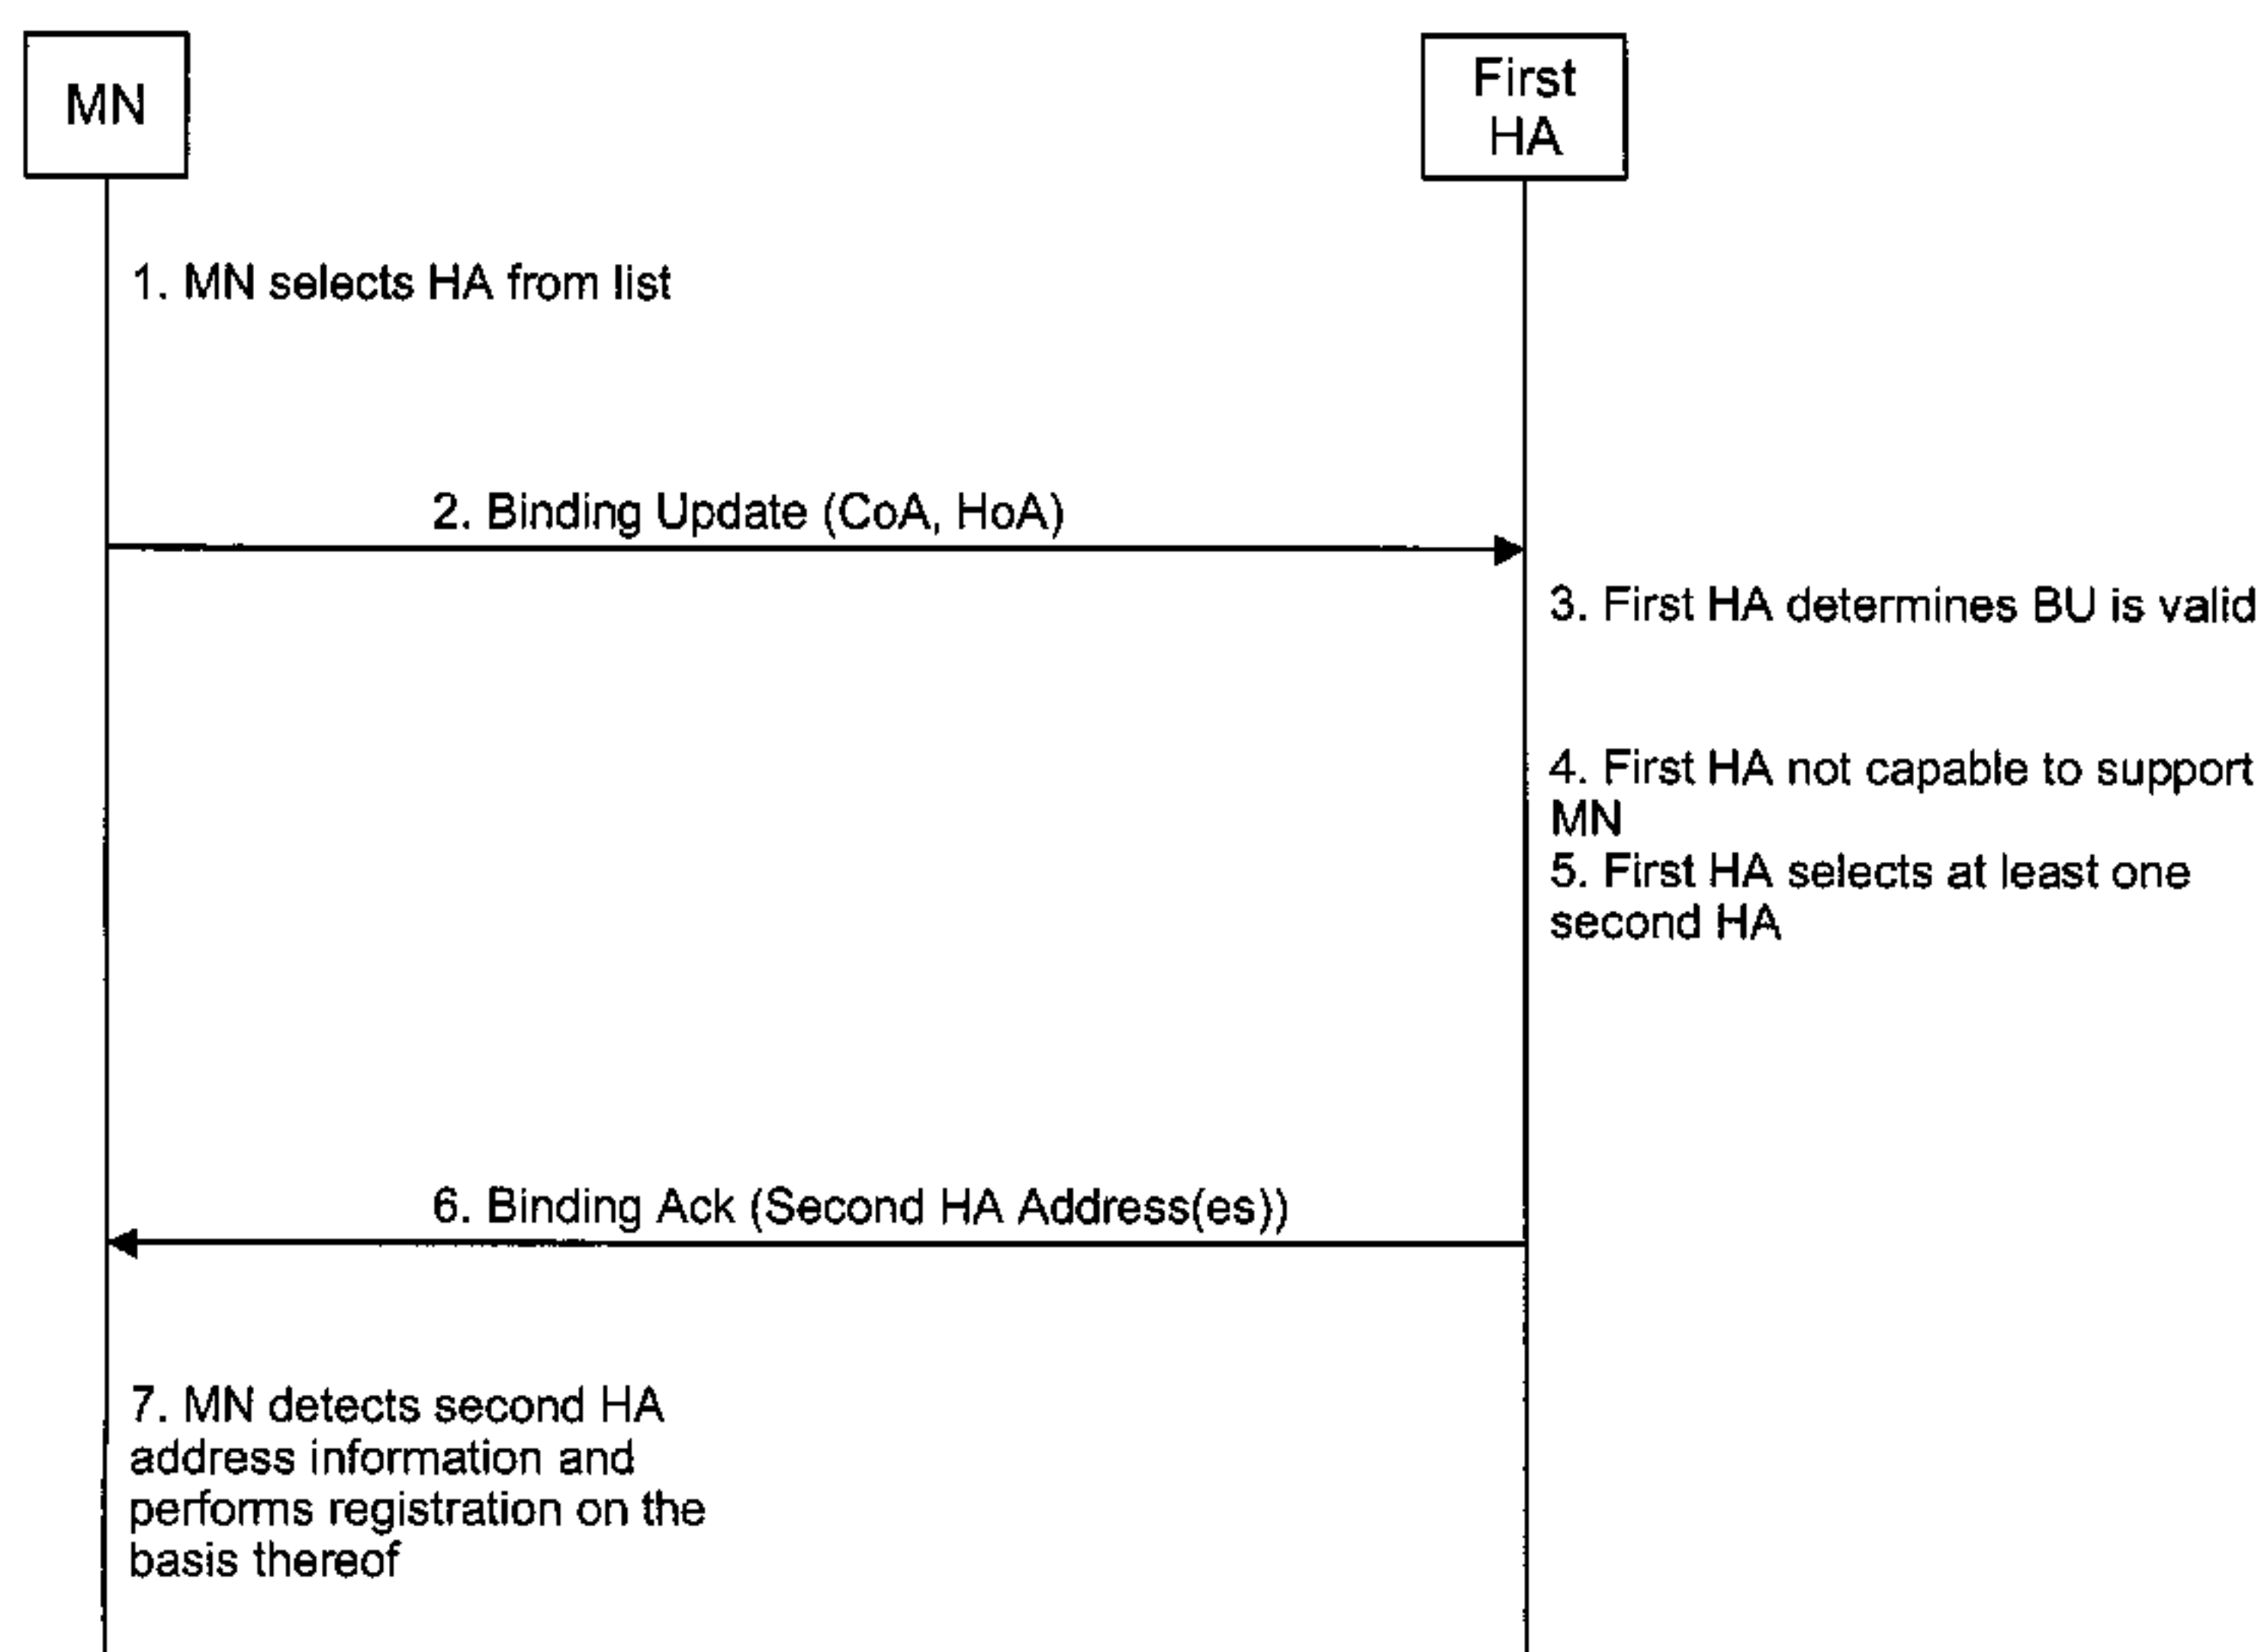 MN
First
HA
1. MN selects HA from list
2. Binding Update (CoA, HoA)
3. First HA determines BU is valid
4. First HA not capable to support
MN
5. First HA selects at least one
second HA
6. Binding Ack (Second HA Address(es))
7. MN detects second HA
address information and
performs registration on the
basis thereof